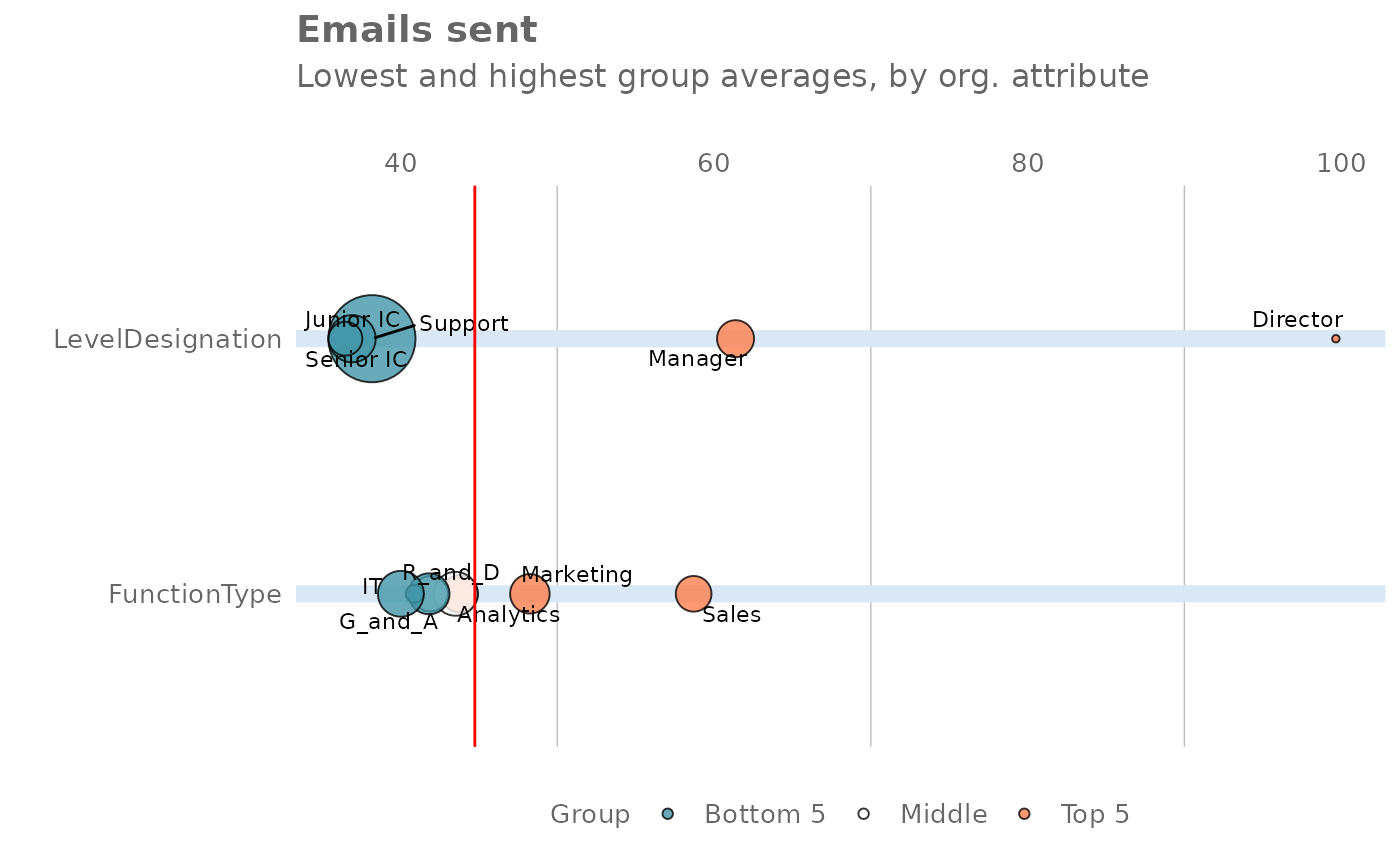 Emails sent
Lowest and highest group averages, by org. attribute
40 60 80 100
LevelDesignation
Junior IC
Support
Senior IC
Manager
Director
FunctionType
IT
R_and_D
Marketing
G_and_A
Analytics
Sales
Group Bottom 5 Middle Top 5